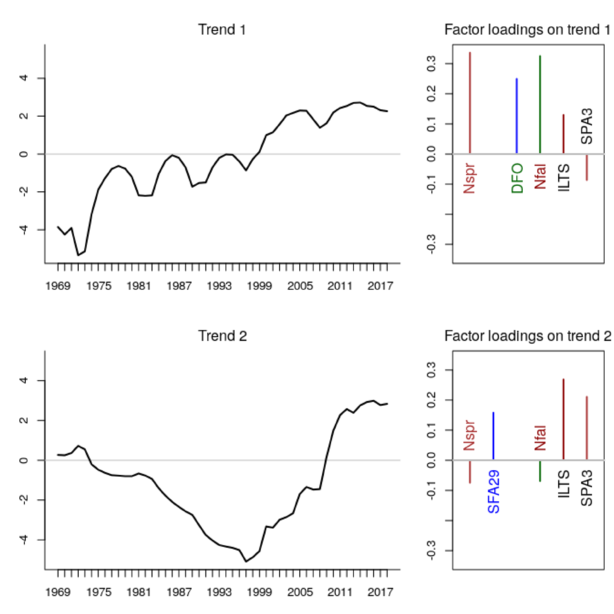 Trend 1
Factor loadings on trend 1
4
2
0
-2
-4
1969 1975 1981 1987 1993 1999 2005 2011 2017
0.3
0.2
0.1
0.0
-0.1
-0.3
Nspr DFO Nfal ILTS SPA3
Trend 2
Factor loadings on trend 2
4
2
0
-2
-4
1969 1975 1981 1987 1993 1999 2005 2011 2017
0.3
0.2
0.1
0.0
-0.1
-0.3
Nspr SFA29 Nfal ILTS SPA3